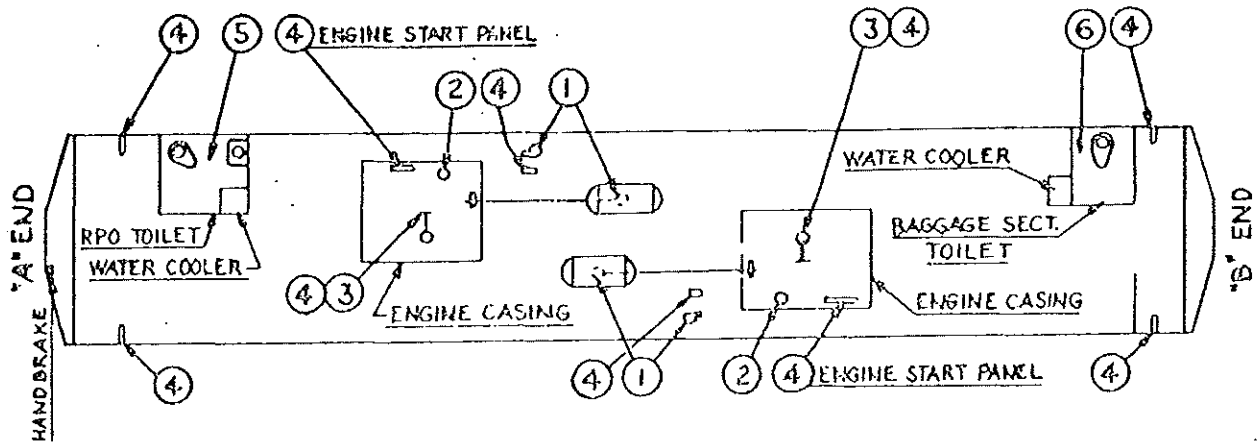 4 5 4 ENGINE START PANEL 3 4 6 4
2 4 1
WATER COOLER
"A" END
RPO TOILET
WATER COOLER
BAGGAGE SECT.
TOILET
"B" END
4 3
ENGINE CASING
ENGINE CASING
HANDBRAKE
4 4 1 2 4 ENGINE START PANEL 4